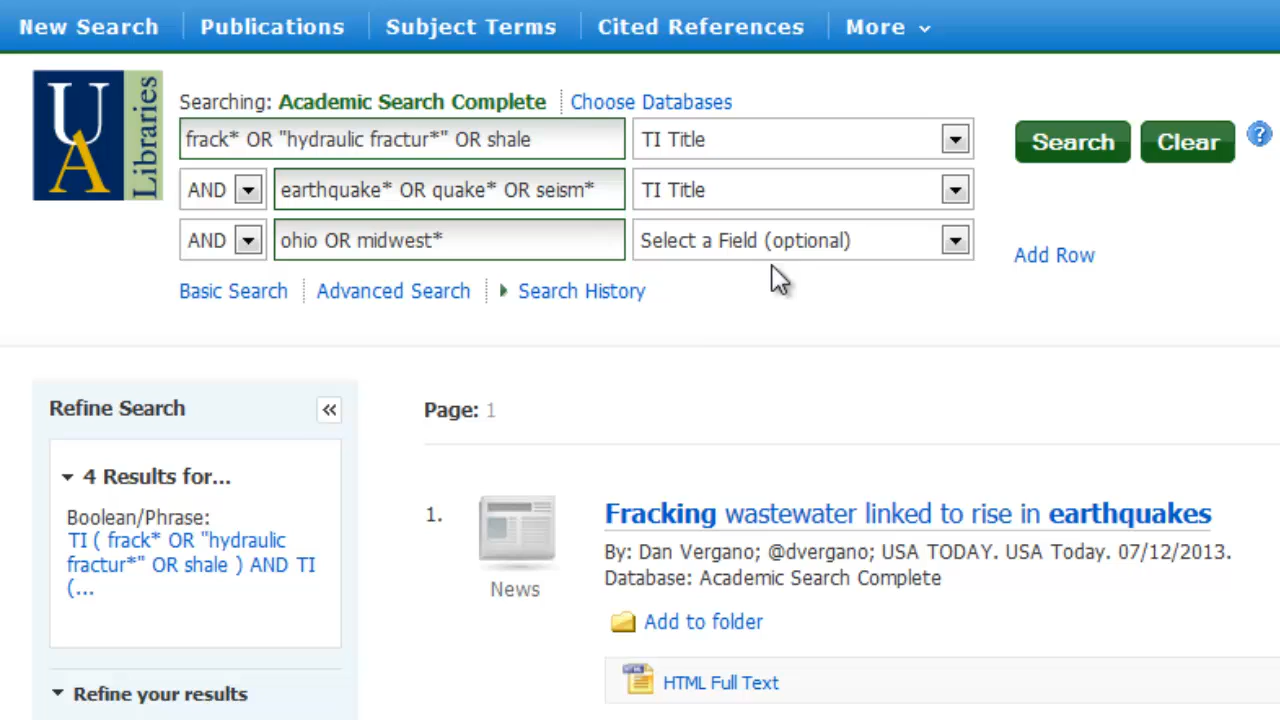 New Search Publications Subject Terms Cited References More
UA Libraries
Searching: Academic Search Complete Choose Databases
frack* OR "hydraulic fractur*" OR shale TI Title Search Clear ?
AND earthquake* OR quake* OR seism* TI Title
AND ohio OR midwest* Select a Field (optional) Add Row
Basic Search Advanced Search Search History
Refine Search «
Page: 1
4 Results for...
Boolean/Phrase:
TI ( frack* OR "hydraulic
fractur*" OR shale ) AND TI
(...
Refine your results
1. Fracking wastewater linked to rise in earthquakes
By: Dan Vergano; @dvergano; USA TODAY. USA Today. 07/12/2013.
Database: Academic Search Complete
News
Add to folder
HTML Full Text